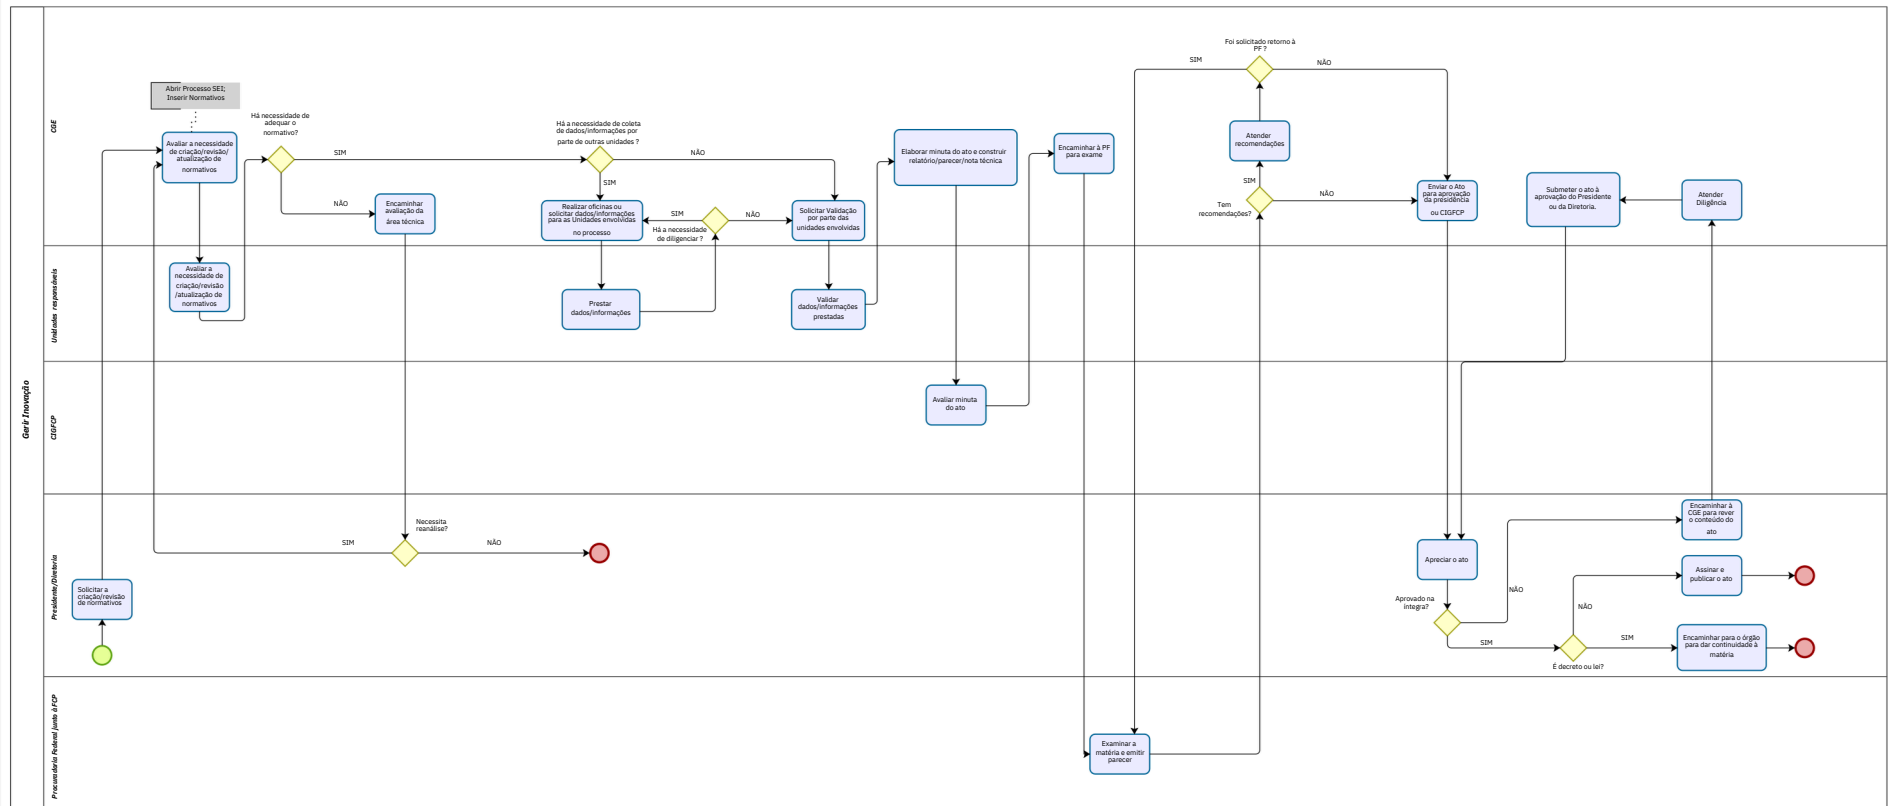 Gerir Inovação
CGE
Abrir Processo SEI;
Inserir Normativos
Avaliar a necessidade
de criação/revisão/
atualização de
normativos
Há necessidade de
adequar o
normativo?
SIM
NÃO
Encaminhar
avaliação da
área técnica
Há a necessidade de coleta
de dados/informações por
parte de outras unidades ?
NÃO
SIM
Realizar oficinas ou
solicitar dados/informações
para as Unidades envolvidas
no processo
SIM
Há a necessidade
de diligenciar ?
NÃO
Solicitar Validação
por parte das
unidades envolvidas
Elaborar minuta do ato e construir
relatório/parecer/nota técnica
Encaminhar à PF
para exame
Foi solicitado retorno à
PF ?
SIM
NÃO
Atender
recomendações
SIM
Tem
recomendações?
NÃO
Enviar o Ato
para aprovação
da presidência
ou CIGFCP
Submeter o ato à
aprovação do Presidente
ou da Diretoria.
Atender
Diligência
Unidades responsáveis
Avaliar a
necessidade de
criação/revisão
/atualização de
normativos
Prestar
dados/informações
Validar
dados/informações
prestadas
CIGFCP
Avaliar minuta
do ato
Presidente/Diretoria
Solicitar a
criação/revisão
de normativos
Necessita
reanálise?
SIM
NÃO
Apreciar o ato
Aprovado na
íntegra?
NÃO
SIM
Encaminhar à
CGE para rever
o conteúdo do
ato
É decreto ou lei?
NÃO
SIM
Assinar e
publicar o ato
Encaminhar para o órgão
para dar continuidade à
matéria
Procuradoria Federal junto à FCP
Examinar a
matéria e emitir
parecer